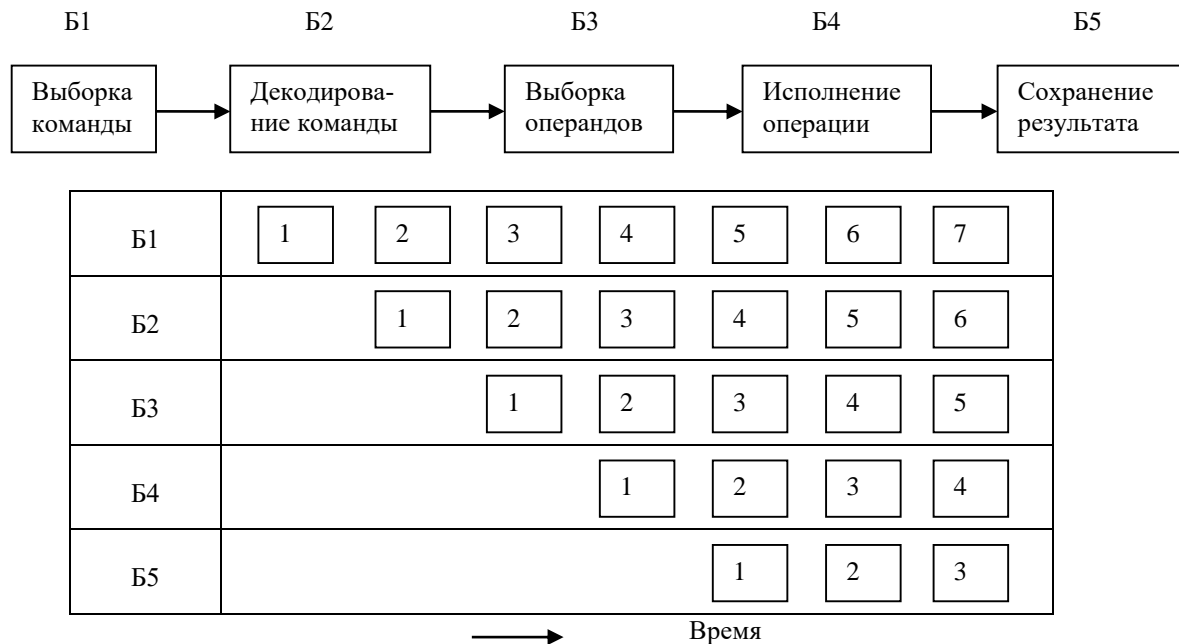 Б1 Б2 Б3 Б4 Б5
Выборка Декодирова- Выборка Исполнение Сохранение
команды ние команды операндов операции результата
Б1 1 2 3 4 5 6 7
Б2 1 2 3 4 5 6
Б3 1 2 3 4 5
Б4 1 2 3 4
Б5 1 2 3
Время